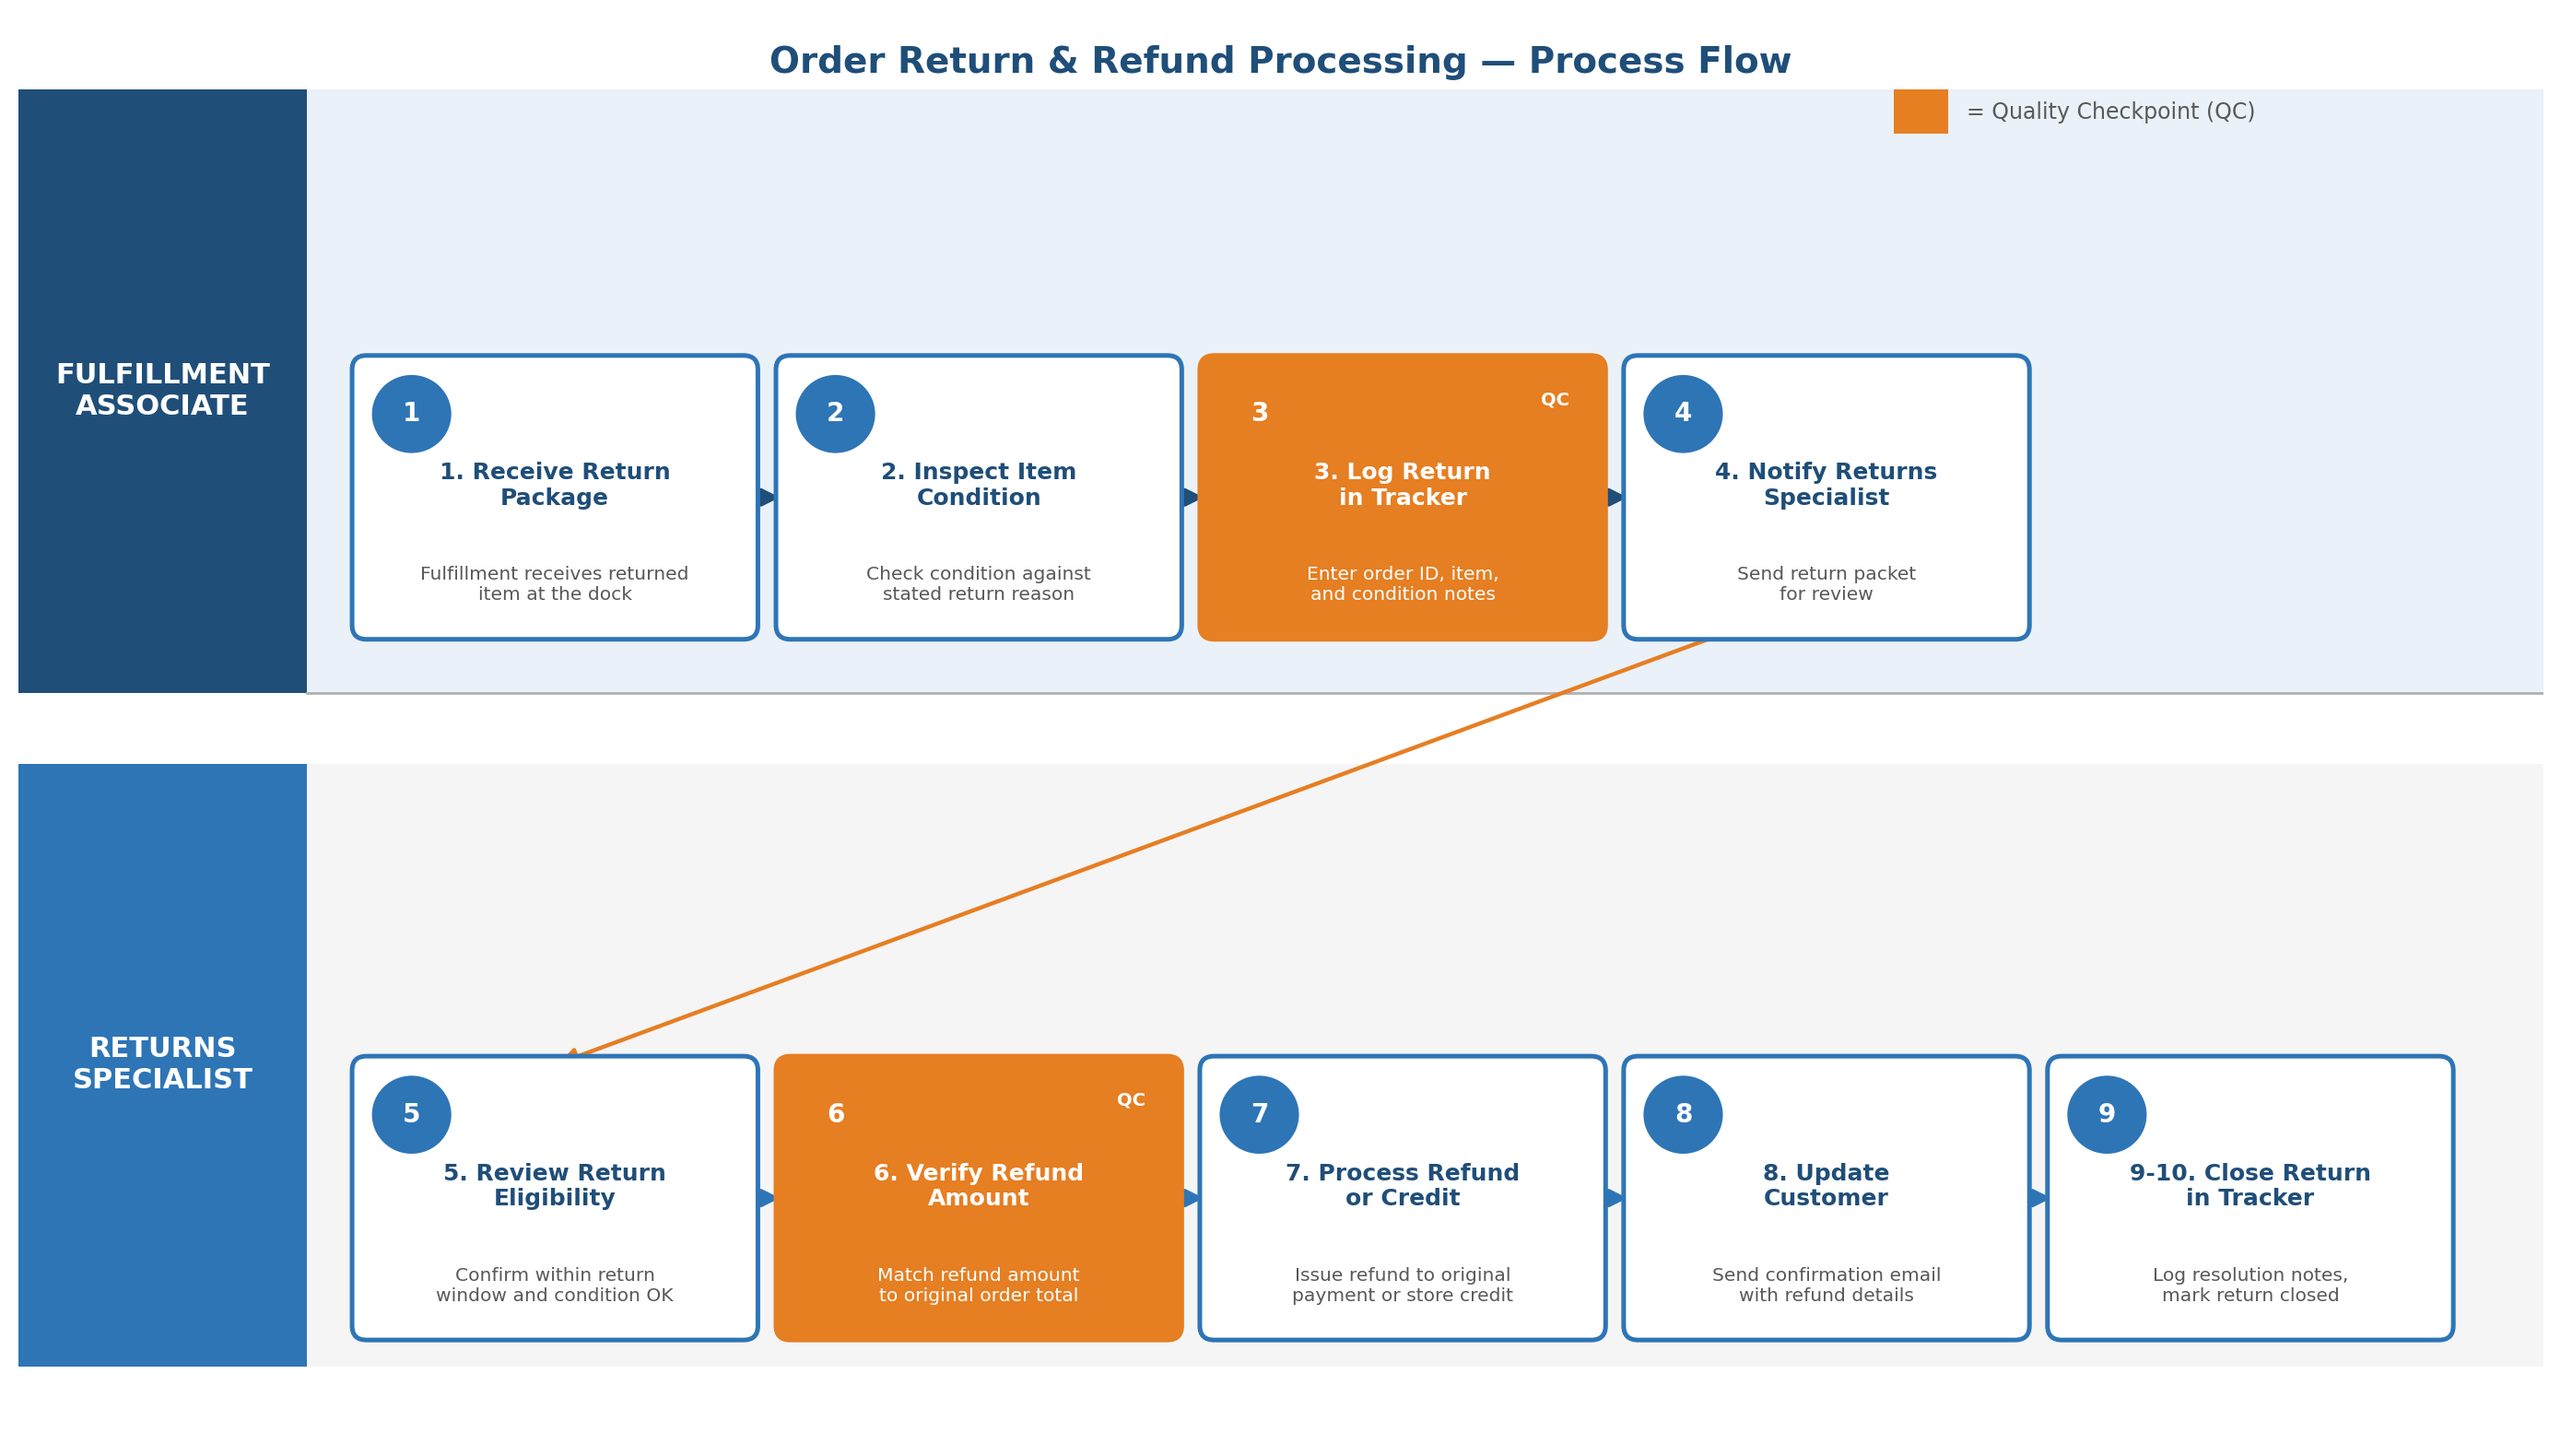 Order Return & Refund Processing — Process Flow
= Quality Checkpoint (QC)
FULFILLMENT
ASSOCIATE
1
1. Receive Return
Package
Fulfillment receives returned
item at the dock
2
2. Inspect Item
Condition
Check condition against
stated return reason
3
QC
3. Log Return
in Tracker
Enter order ID, item,
and condition notes
4
4. Notify Returns
Specialist
Send return packet
for review
RETURNS
SPECIALIST
5
5. Review Return
Eligibility
Confirm within return
window and condition OK
6
QC
6. Verify Refund
Amount
Match refund amount
to original order total
7
7. Process Refund
or Credit
Issue refund to original
payment or store credit
8
8. Update
Customer
Send confirmation email
with refund details
9
9-10. Close Return
in Tracker
Log resolution notes,
mark return closed